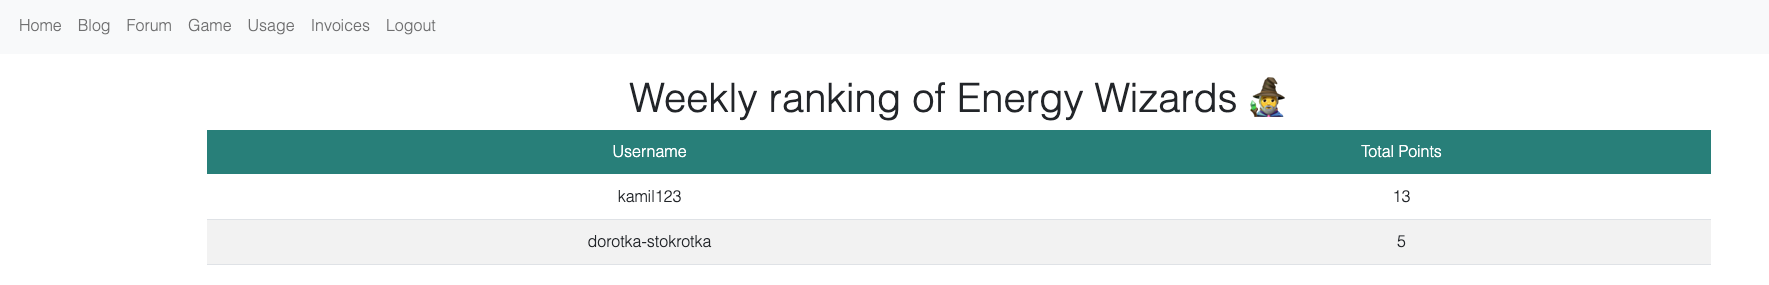 Home Blog Forum Game Usage Invoices Logout
Weekly ranking of Energy Wizards 🧙
Username Total Points
kamil123 13
dorotka-stokrotka 5